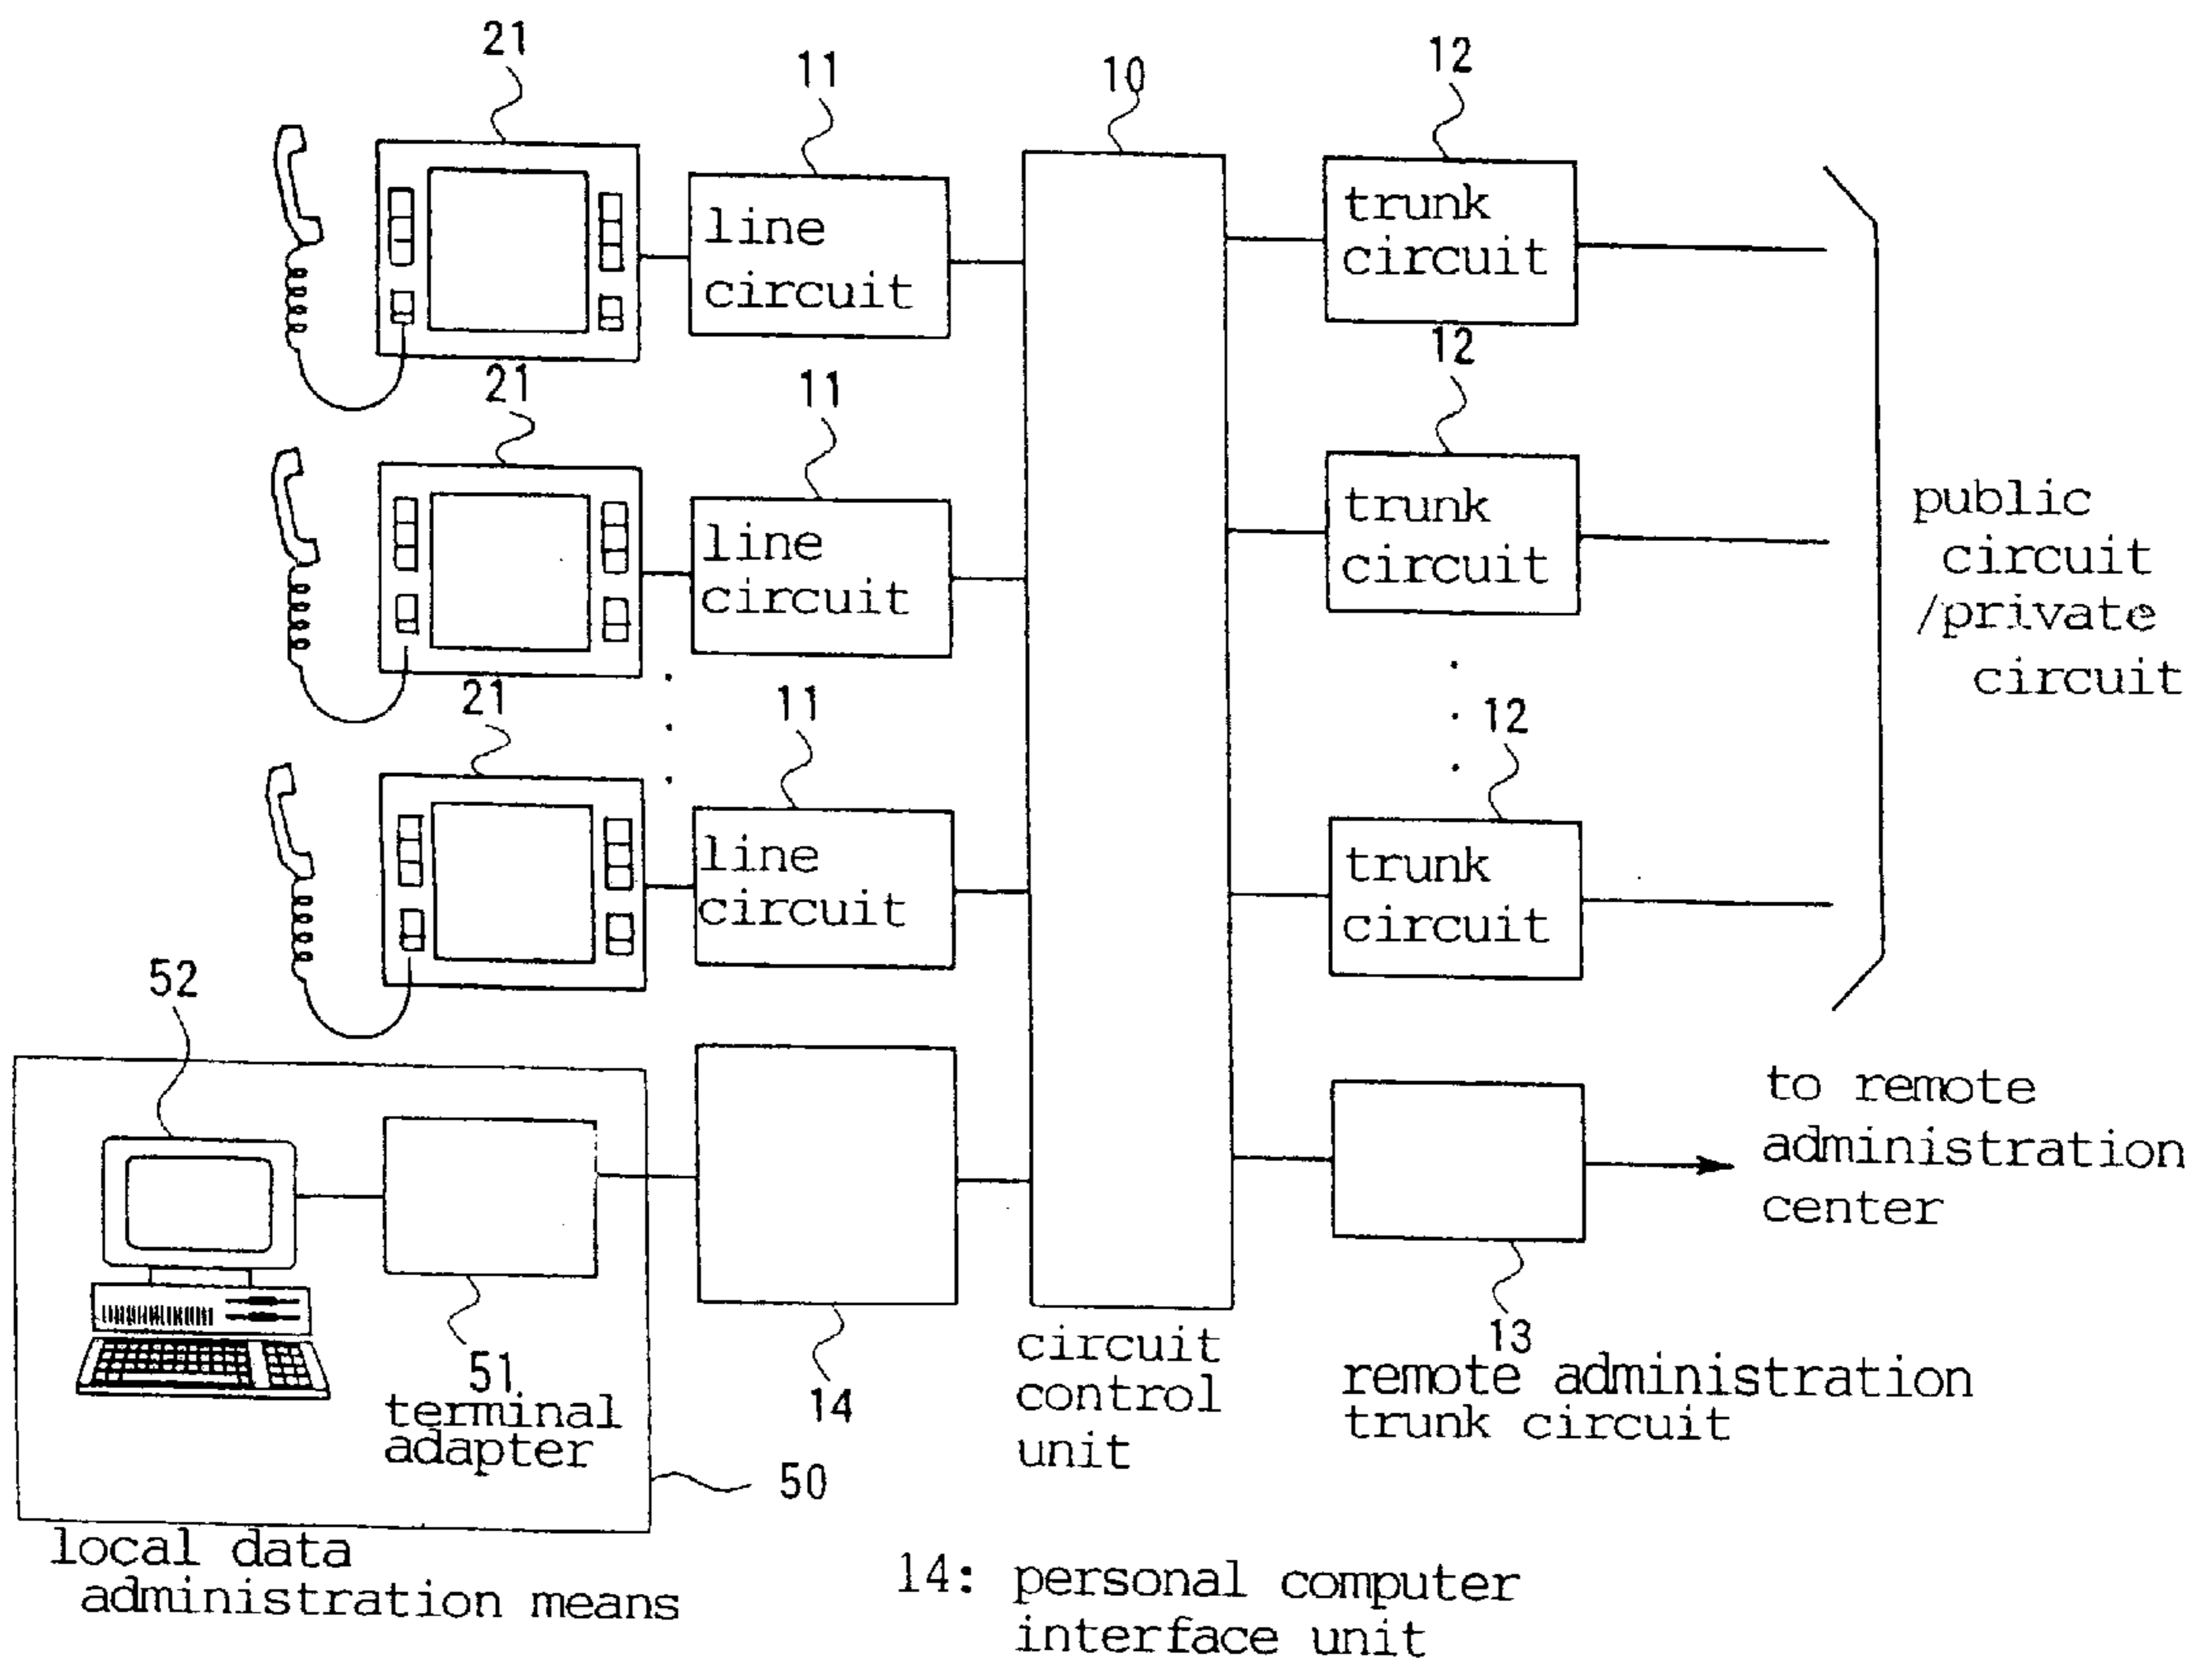 21
11
10
12
line
circuit
trunk
circuit
21
11
12
line
circuit
trunk
circuit
public
circuit
/private
circuit
21
11
12
line
circuit
trunk
circuit
52
to remote
administration
center
51
terminal
adapter
14
circuit
control
unit
13
remote administration
trunk circuit
50
local data
administration means
14: personal computer
interface unit